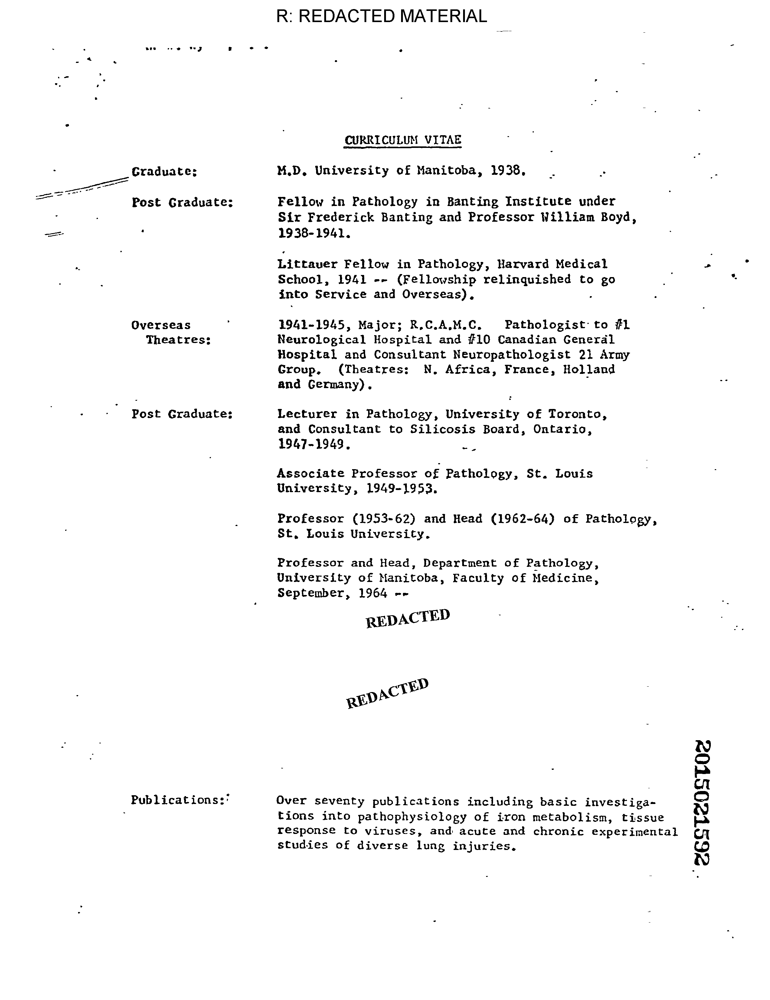 R: REDACTED MATERIAL
CURRICULUM VITAE
Graduate: M.D. University of Manitoba, 1938.
Post Graduate: Fellow in Pathology in Banting Institute under
Sir Frederick Banting and Professor William Boyd,
1938-1941.
Littauer Fellow in Pathology, Harvard Medical
School, 1941 -- (Fellowship relinquished to go
into Service and Overseas).
Overseas 1941-1945, Major; R.C.A.M.C. Pathologist to #1
Theatres: Neurological Hospital and #10 Canadian General
Hospital and Consultant Neuropathologist 21 Army
Group. (Theatres: N. Africa, France, Holland
and Germany).
Post Graduate: Lecturer in Pathology, University of Toronto,
and Consultant to Silicosis Board, Ontario,
1947-1949.
Associate Professor of Pathology, St. Louis
University, 1949-1953.
Professor (1953-62) and Head (1962-64) of Pathology,
St. Louis University.
Professor and Head, Department of Pathology,
University of Manitoba, Faculty of Medicine,
September, 1964 --
REDACTED
REDACTED
Publications: Over seventy publications including basic investiga-
tions into pathophysiology of iron metabolism, tissue
response to viruses, and acute and chronic experimental
studies of diverse lung injuries.
2015021592